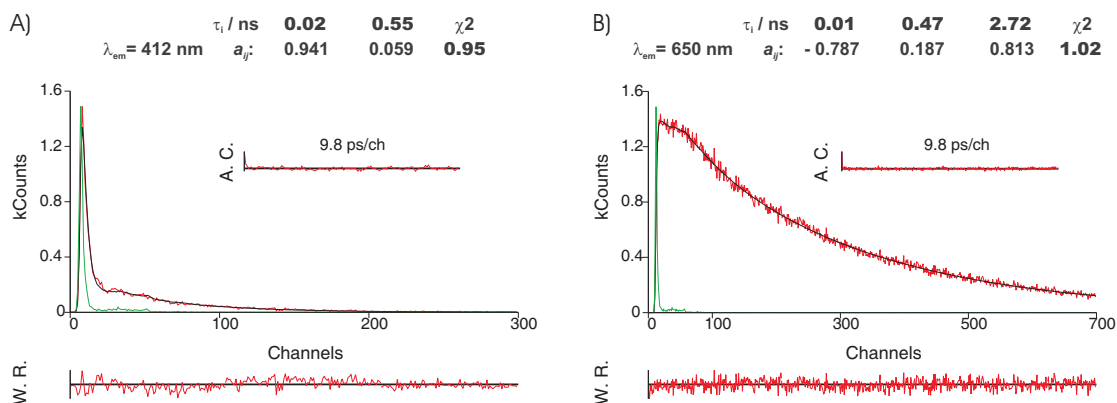 A)
τi / ns 0.02 0.55 χ2
λem= 412 nm aij: 0.941 0.059 0.95
1.6
1.2
0.8
0.4
0
kCounts
A. C.
9.8 ps/ch
0 100 200 300
Channels
W. R.
B)
τi / ns 0.01 0.47 2.72 χ2
λem= 650 nm aij: - 0.787 0.187 0.813 1.02
1.6
1.2
0.8
0.4
0
kCounts
A. C.
9.8 ps/ch
0 100 300 500 700
Channels
W. R.